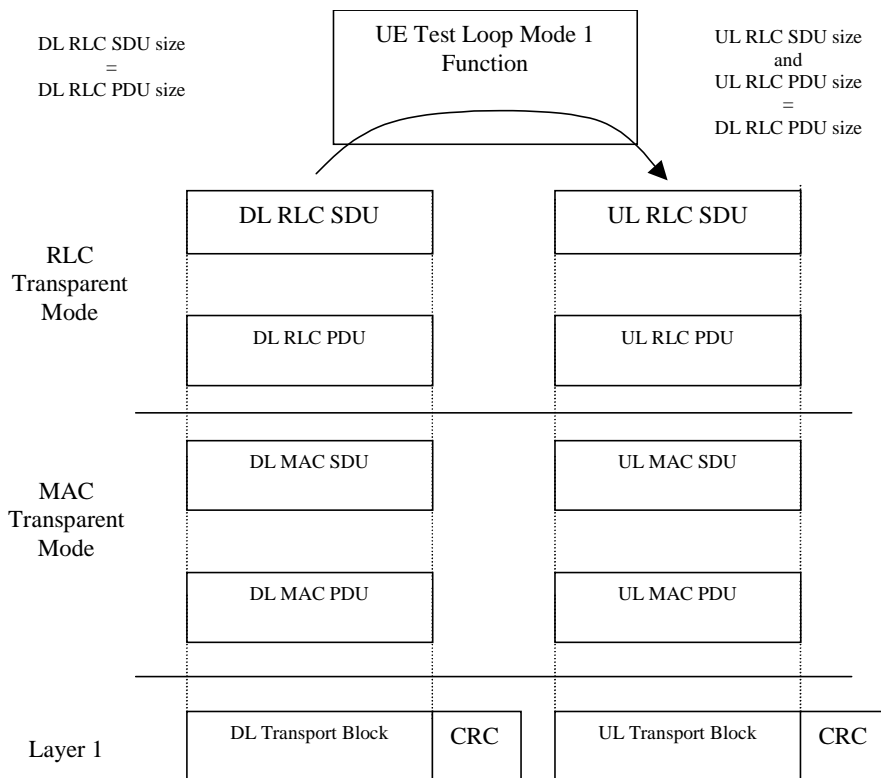 DL RLC SDU size
=
DL RLC PDU size
UE Test Loop Mode 1
Function
UL RLC SDU size
and
UL RLC PDU size
=
DL RLC PDU size
RLC
Transparent
Mode
DL RLC SDU
UL RLC SDU
DL RLC PDU
UL RLC PDU
MAC
Transparent
Mode
DL MAC SDU
UL MAC SDU
DL MAC PDU
UL MAC PDU
Layer 1
DL Transport Block
CRC
UL Transport Block
CRC